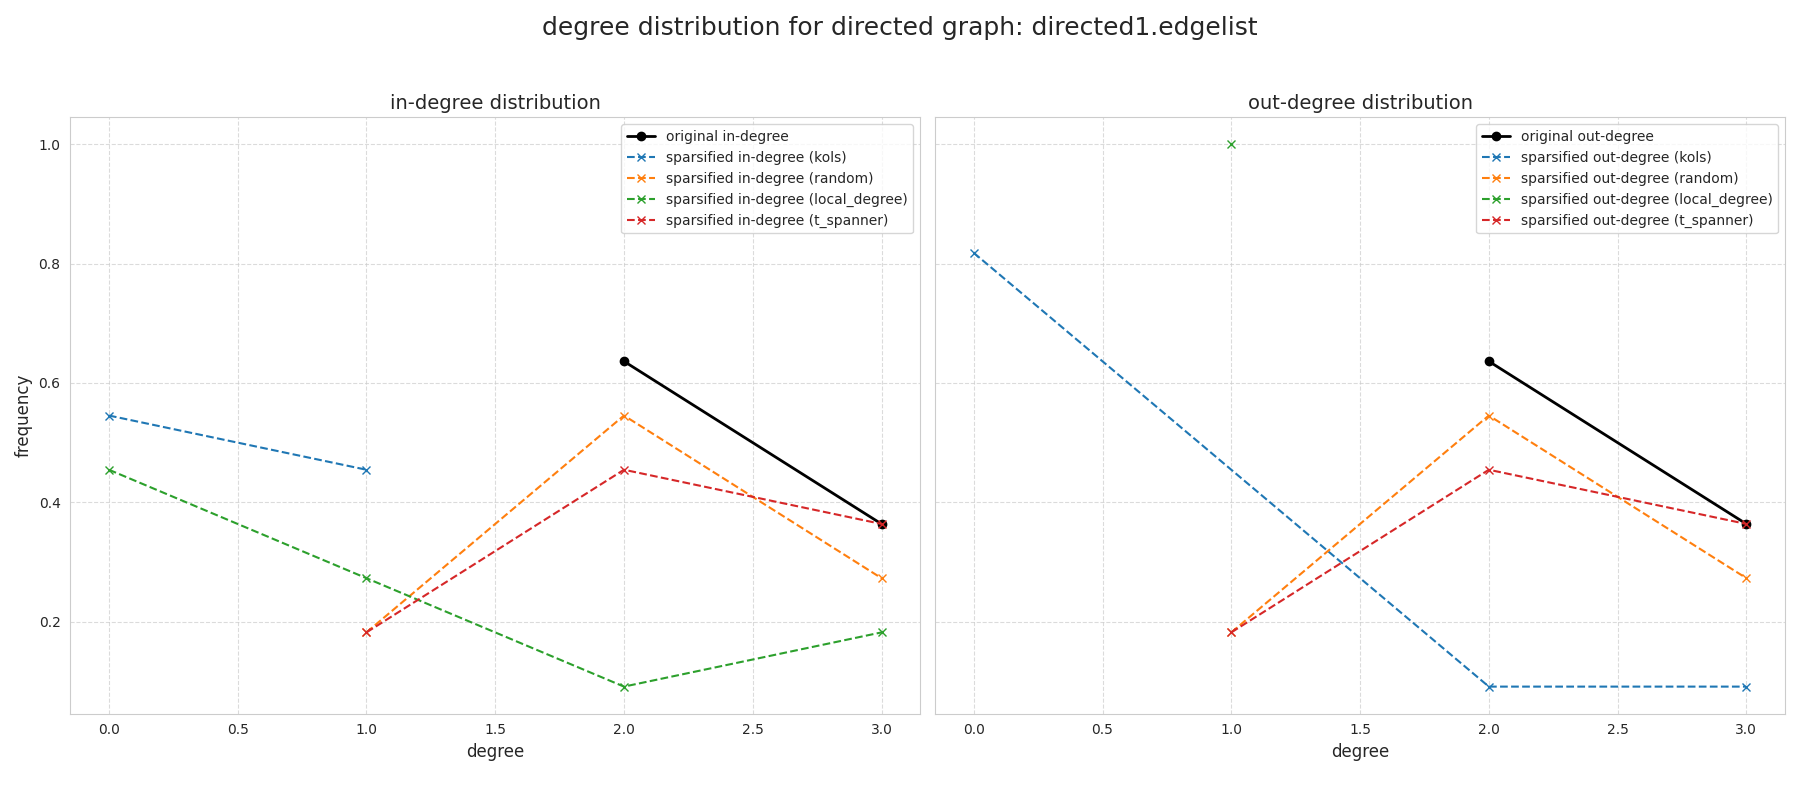 degree distribution for directed graph: directed1.edgelist
in-degree distribution
original in-degree
sparsified in-degree (kols)
sparsified in-degree (random)
sparsified in-degree (local_degree)
sparsified in-degree (t_spanner)
frequency
1.0
0.8
0.6
0.4
0.2
0.0 0.5 1.0 1.5 2.0 2.5 3.0
degree
out-degree distribution
original out-degree
sparsified out-degree (kols)
sparsified out-degree (random)
sparsified out-degree (local_degree)
sparsified out-degree (t_spanner)
0.0 0.5 1.0 1.5 2.0 2.5 3.0
degree